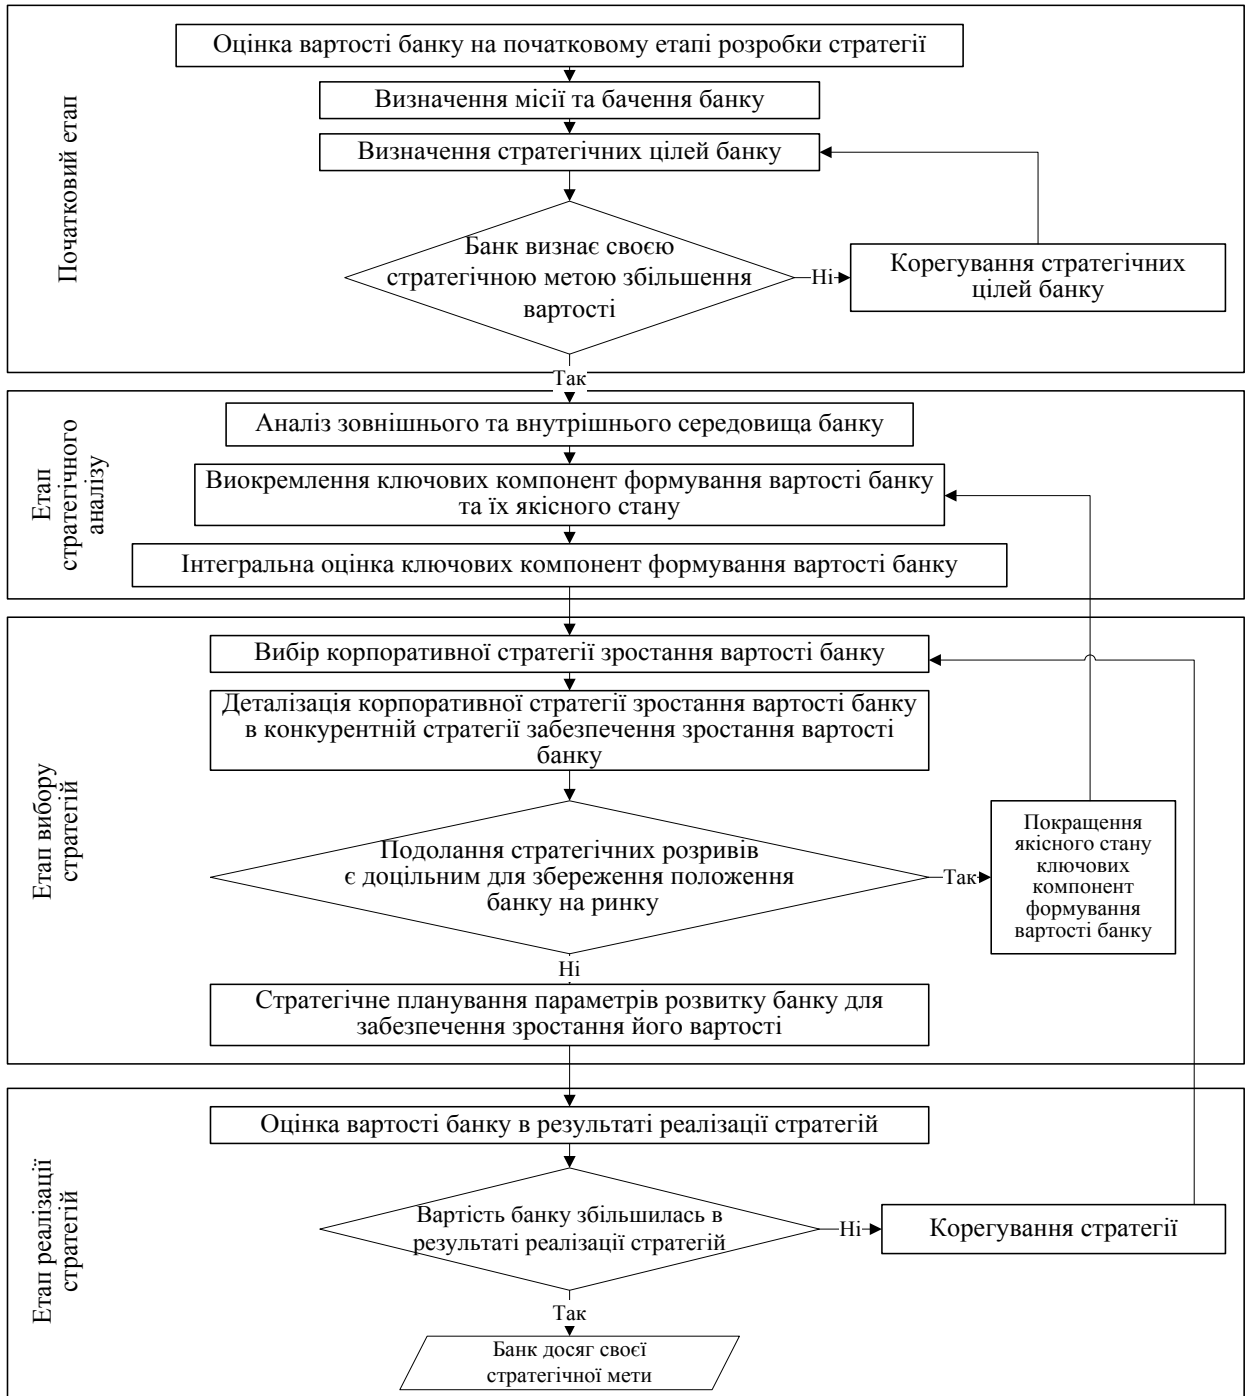 Початковий етап
Оцінка вартості банку на початковому етапі розробки стратегії
Визначення місії та бачення банку
Визначення стратегічних цілей банку
Банк визнає своєю
стратегічною метою збільшення
вартості
Ні
Корегування стратегічних
цілей банку
Так
Етап
стратегічного
аналізу
Аналіз зовнішнього та внутрішнього середовища банку
Виокремлення ключових компонент формування вартості банку
та їх якісного стану
Інтегральна оцінка ключових компонент формування вартості банку
Етап вибору
стратегій
Вибір корпоративної стратегії зростання вартості банку
Деталізація корпоративної стратегії зростання вартості банку
в конкурентній стратегії забезпечення зростання вартості
банку
Подолання стратегічних розривів
є доцільним для збереження положення
банку на ринку
Так
Покращення
якісного стану
ключових
компонент
формування
вартості банку
Ні
Стратегічне планування параметрів розвитку банку для
забезпечення зростання його вартості
Етап реалізації
стратегій
Оцінка вартості банку в результаті реалізації стратегій
Вартість банку збільшилась в
результаті реалізації стратегій
Ні
Корегування стратегії
Так
Банк досяг своєї
стратегічної мети